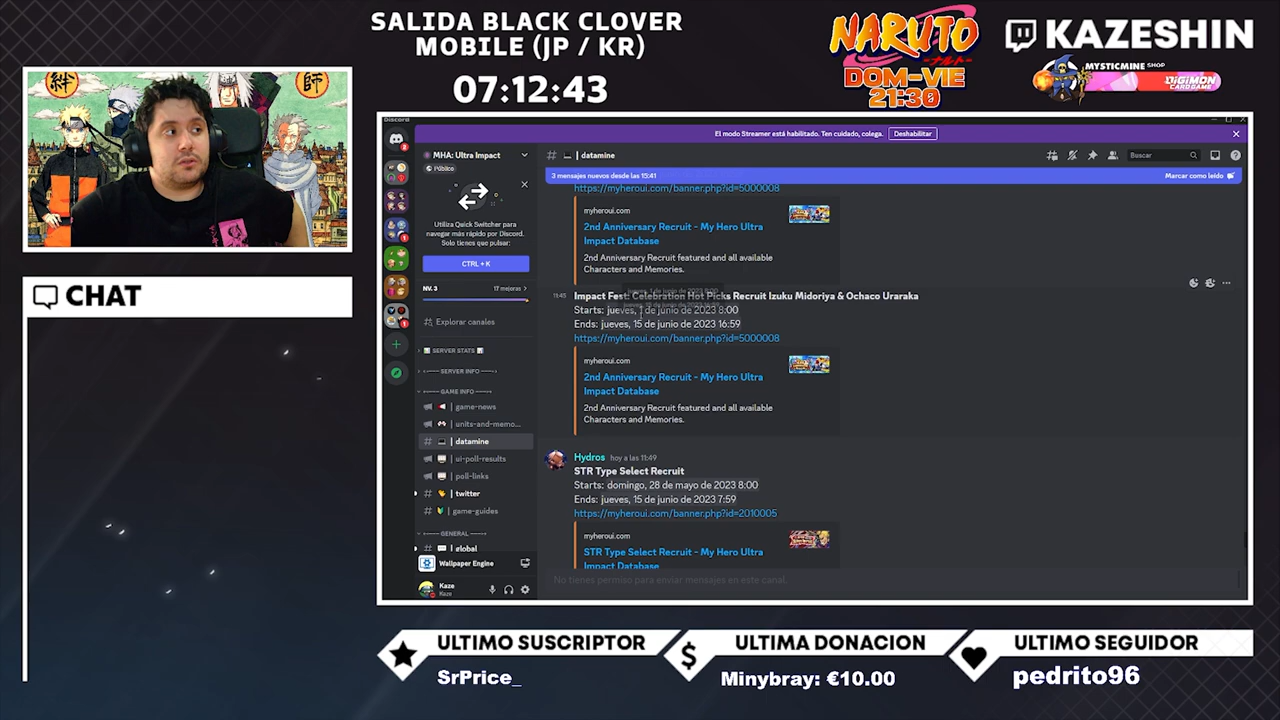 SALIDA BLACK CLOVER
MOBILE (JP / KR)
07:12:43
NARUTO
-ナルト-
DOM-VIE
21:30
KAZESHIN
MYSTICMINE SHOP
DIGIMON
CARD GAME
絆
師
CHAT
Discord
El modo Streamer está habilitado. Ten cuidado, colega.
Deshabilitar
MHA: Ultra Impact
Público
Utiliza Quick Switcher para
navegar más rápido por Discord.
Solo tienes que pulsar:
CTRL + K
NV. 3
17 mejoras
Explorar canales
SERVER STATS
SERVER INFO
GAME INFO
game-news
units-and-memo...
datamine
ui-poll-results
poll-links
twitter
game-guides
GENERAL
global
Wallpaper Engine
Kaze
Kaze
# | datamine
Buscar
3 mensajes nuevos desde las 15:41
Marcar como leído
https://myheroui.com/banner.php?id=5000008
myheroui.com
2nd Anniversary Recruit - My Hero Ultra
Impact Database
2nd Anniversary Recruit featured and all available
Characters and Memories.
11:45
Impact Fest: Celebration Hot Picks Recruit Izuku Midoriya & Ochaco Uraraka
Starts: jueves, 1 de junio de 2023 8:00
Ends: jueves, 15 de junio de 2023 16:59
https://myheroui.com/banner.php?id=5000008
myheroui.com
2nd Anniversary Recruit - My Hero Ultra
Impact Database
2nd Anniversary Recruit featured and all available
Characters and Memories.
Hydros hoy a las 11:49
STR Type Select Recruit
Starts: domingo, 28 de mayo de 2023 8:00
Ends: jueves, 15 de junio de 2023 7:59
https://myheroui.com/banner.php?id=2010005
myheroui.com
STR Type Select Recruit - My Hero Ultra
Impact Database
No tienes permiso para enviar mensajes en este canal.
ULTIMO SUSCRIPTOR
SrPrice_
ULTIMA DONACION
Minybray: €10.00
ULTIMO SEGUIDOR
pedrito96